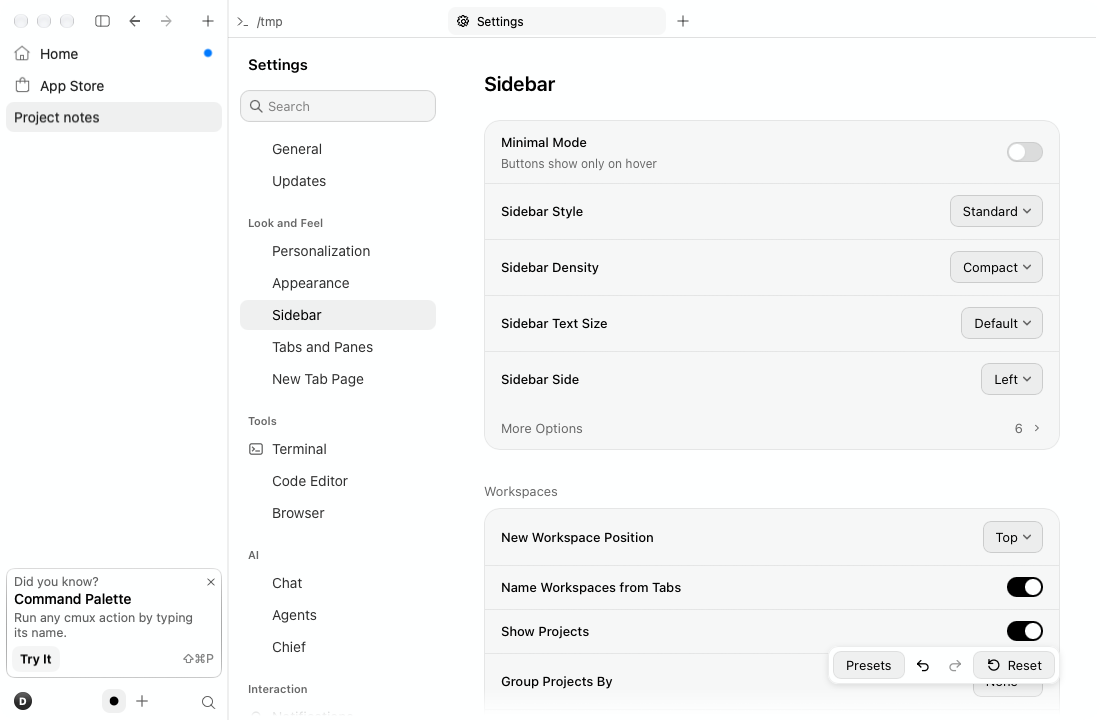 /tmp
Settings
Home
App Store
Project notes
Did you know?
Command Palette
Run any cmux action by typing
its name.
Try It
⇧⌘P
D
Settings
Search
General
Updates
Look and Feel
Personalization
Appearance
Sidebar
Tabs and Panes
New Tab Page
Tools
Terminal
Code Editor
Browser
AI
Chat
Agents
Chief
Interaction
Sidebar
Minimal Mode
Buttons show only on hover
Sidebar Style
Standard
Sidebar Density
Compact
Sidebar Text Size
Default
Sidebar Side
Left
More Options
6
Workspaces
New Workspace Position
Top
Name Workspaces from Tabs
Show Projects
Group Projects By
Presets
Reset